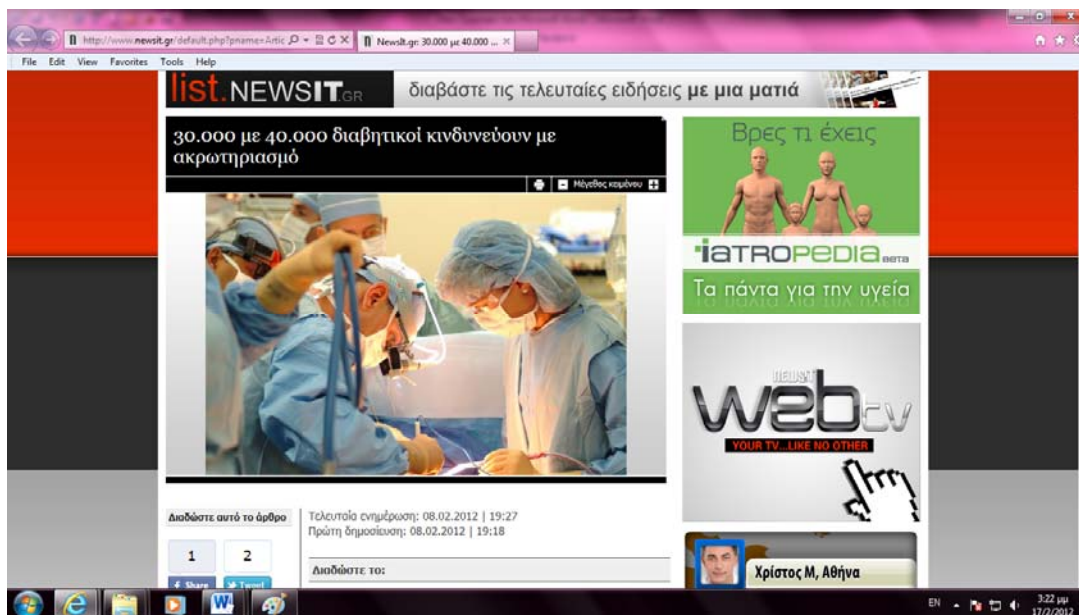 http://www.newsit.gr/default.php?pname=Artic
NewsIt.gr: 30.000 με 40.000 ...
File Edit View Favorites Tools Help
list.NEWSIT.GR
διαβάστε τις τελευταίες ειδήσεις με μια ματιά
30.000 με 40.000 διαβητικοί κινδυνεύουν με
ακρωτηριασμό
Μέγεθος κειμένου
Βρες τι έχεις
iATROPEDIA BETA
Τα πάντα για την υγεία
NEWSIT
web tv
YOUR TV...LIKE NO OTHER
Διαδώστε αυτό το άρθρο
1 2
Share Tweet
Τελευταία ενημέρωση: 08.02.2012 | 19:27
Πρώτη δημοσίευση: 08.02.2012 | 19:18
Διαδώστε το:
Χρίστος Μ, Αθήνα
EN
3:22 μμ
17/2/2012